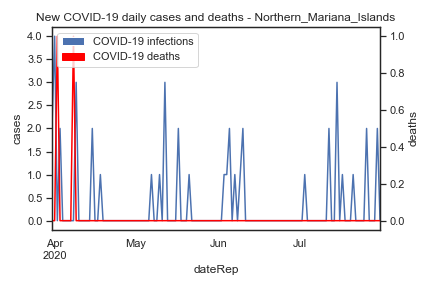 New COVID-19 daily cases and deaths - Northern_Mariana_Islands
COVID-19 infections
COVID-19 deaths
4.0
3.5
3.0
2.5
2.0
1.5
1.0
0.5
0.0
cases
1.0
0.8
0.6
0.4
0.2
0.0
deaths
Apr May Jun Jul
2020
dateRep